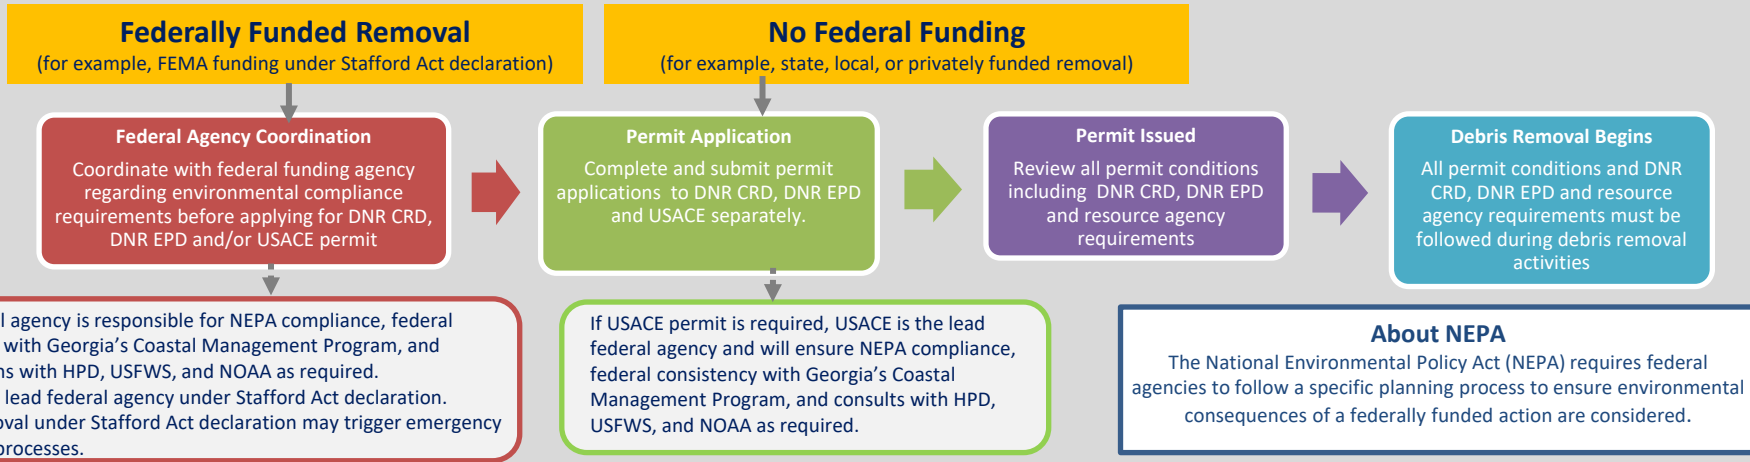 Federally Funded Removal
(for example, FEMA funding under Stafford Act declaration)
No Federal Funding
(for example, state, local, or privately funded removal)
Federal Agency Coordination
Coordinate with federal funding agency
regarding environmental compliance
requirements before applying for DNR CRD,
DNR EPD and/or USACE permit
Permit Application
Complete and submit permit
applications to DNR CRD, DNR EPD
and USACE separately.
Permit Issued
Review all permit conditions
including DNR CRD, DNR EPD
and resource agency
requirements
Debris Removal Begins
All permit conditions and DNR
CRD, DNR EPD and resource
agency requirements must be
followed during debris removal
activities
l agency is responsible for NEPA compliance, federal
with Georgia's Coastal Management Program, and
ns with HPD, USFWS, and NOAA as required.
lead federal agency under Stafford Act declaration.
oval under Stafford Act declaration may trigger emergency
processes.
If USACE permit is required, USACE is the lead
federal agency and will ensure NEPA compliance,
federal consistency with Georgia's Coastal
Management Program, and consults with HPD,
USFWS, and NOAA as required.
About NEPA
The National Environmental Policy Act (NEPA) requires federal
agencies to follow a specific planning process to ensure environmental
consequences of a federally funded action are considered.